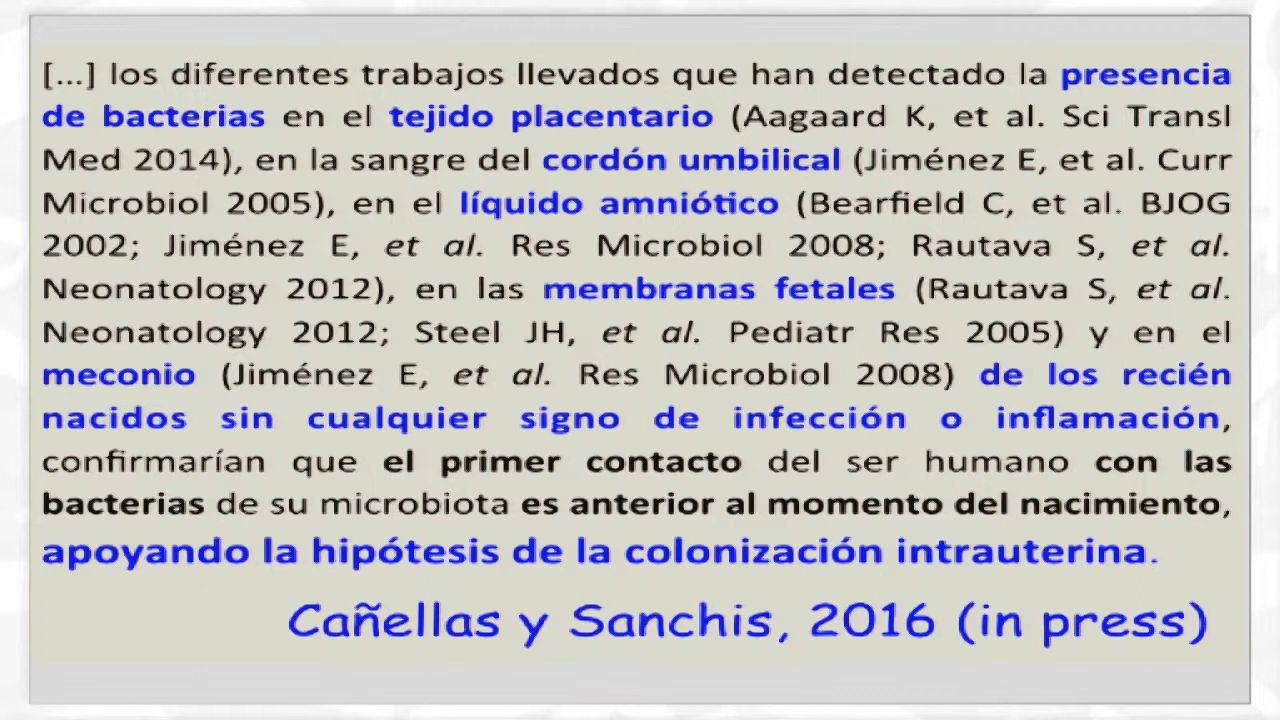 [...] los diferentes trabajos llevados que han detectado la presencia
de bacterias en el tejido placentario (Aagaard K, et al. Sci Transl
Med 2014), en la sangre del cordón umbilical (Jiménez E, et al. Curr
Microbiol 2005), en el líquido amniótico (Bearfield C, et al. BJOG
2002; Jiménez E, et al. Res Microbiol 2008; Rautava S, et al.
Neonatology 2012), en las membranas fetales (Rautava S, et al.
Neonatology 2012; Steel JH, et al. Pediatr Res 2005) y en el
meconio (Jiménez E, et al. Res Microbiol 2008) de los recién
nacidos sin cualquier signo de infección o inflamación,
confirmarían que el primer contacto del ser humano con las
bacterias de su microbiota es anterior al momento del nacimiento,
apoyando la hipótesis de la colonización intrauterina.
Cañellas y Sanchis, 2016 (in press)